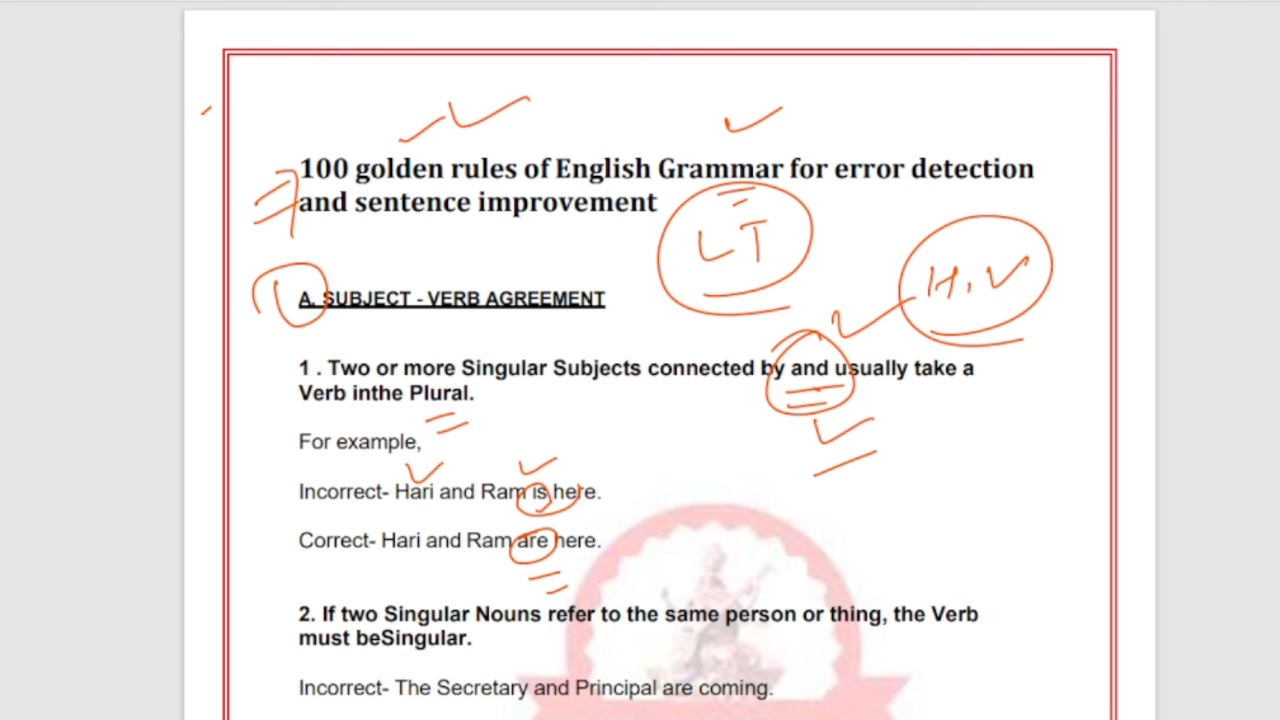 100 golden rules of English Grammar for error detection
and sentence improvement
LT
H.V
1
A. SUBJECT - VERB AGREEMENT
1 . Two or more Singular Subjects connected by and usually take a
Verb inthe Plural.
For example,
Incorrect- Hari and Ram is here.
Correct- Hari and Ram are here.
2. If two Singular Nouns refer to the same person or thing, the Verb
must beSingular.
Incorrect- The Secretary and Principal are coming.